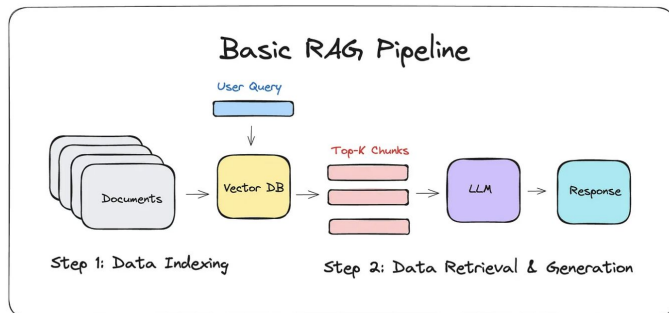 Basic RAG Pipeline
User Query
Top-K Chunks
Documents
Vector DB
LLM
Response
Step 1: Data Indexing
Step 2: Data Retrieval & Generation